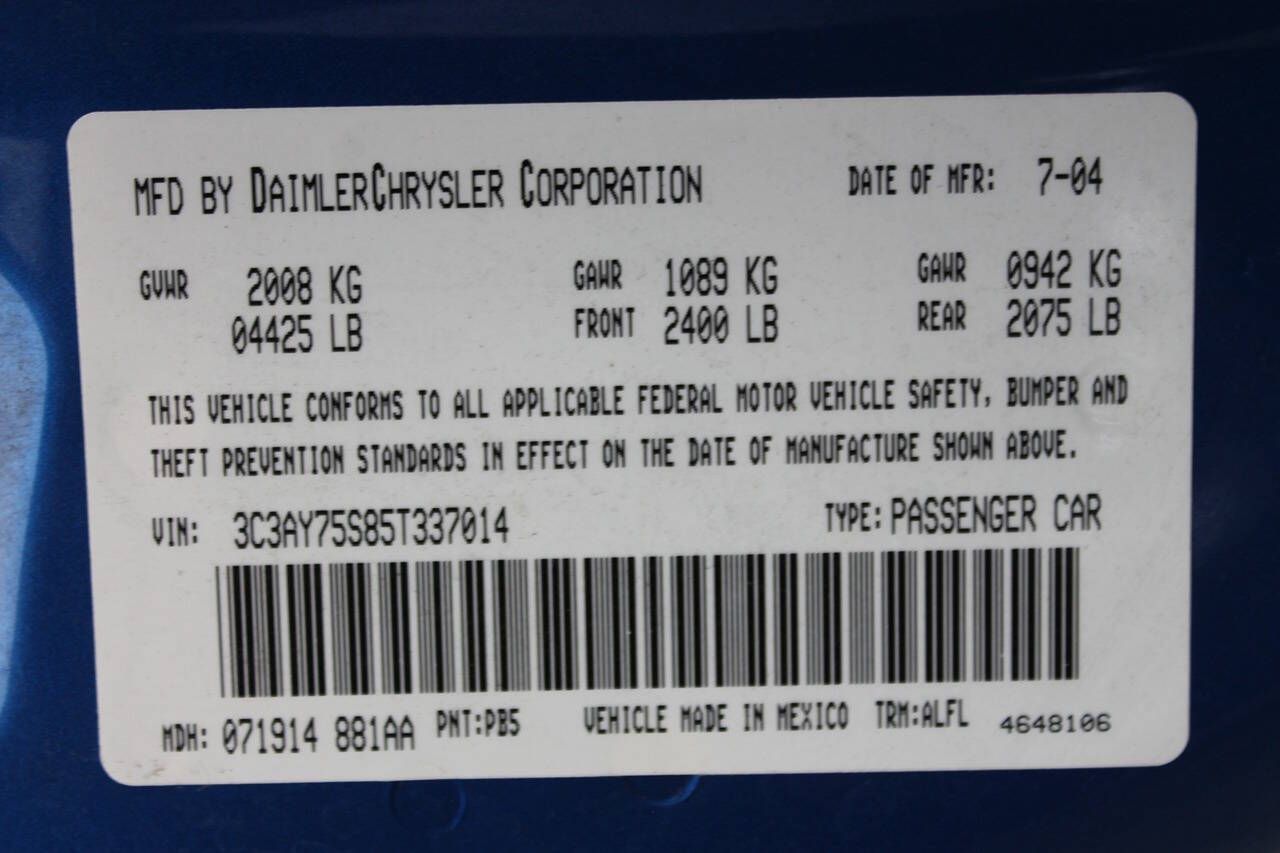 MFD BY DAIMLERCHRYSLER CORPORATION DATE OF MFR: 7-04
GVWR 2008 KG GAWR 1089 KG GAWR 0942 KG
04425 LB FRONT 2400 LB REAR 2075 LB
THIS VEHICLE CONFORMS TO ALL APPLICABLE FEDERAL MOTOR VEHICLE SAFETY, BUMPER AND
THEFT PREVENTION STANDARDS IN EFFECT ON THE DATE OF MANUFACTURE SHOWN ABOVE.
VIN: 3C3AY75S85T337014 TYPE: PASSENGER CAR
MDH: 071914 881AA PNT:PB5 VEHICLE MADE IN MEXICO TRM:ALFL 4648106